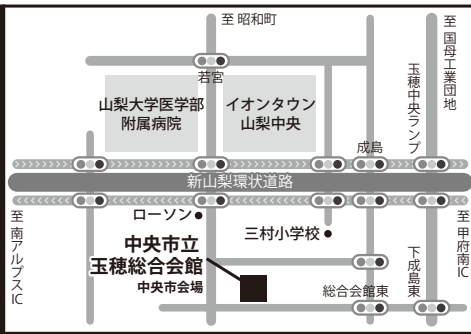 至 昭和町
至 国母工業団地
若宮
山梨大学医学部
附属病院
イオンタウン
山梨中央
玉穂中央ランプ
成島
新山梨環状道路
至 南アルプスIC
ローソン
三村小学校
至 甲府南IC
中央市立
玉穂総合会館
中央市会場
下成島東
総合会館東